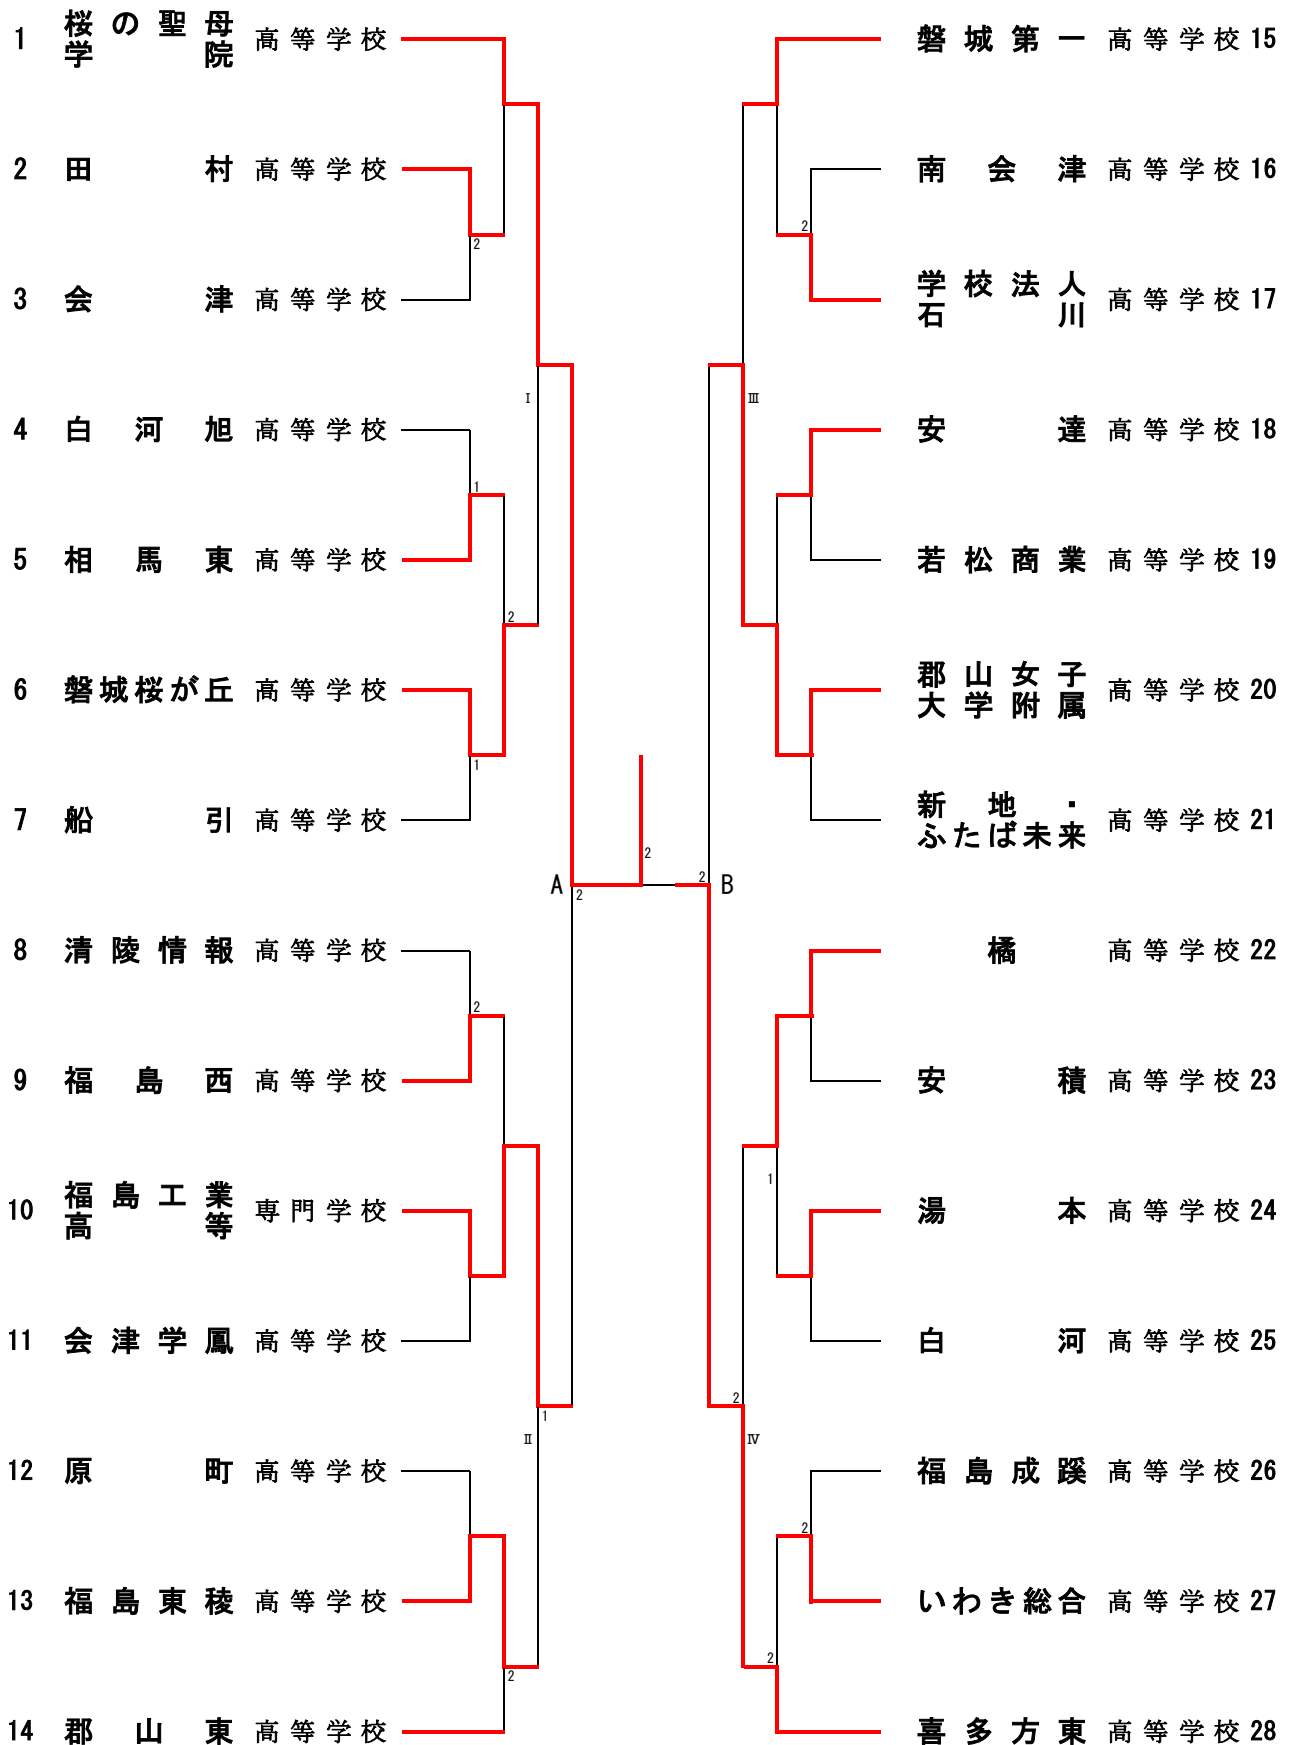 1 桜の聖母学院 高等学校
2 田村 高等学校
2
3 会津 高等学校
Ⅰ
4 白河旭 高等学校
1
5 相馬東 高等学校
2
6 磐城桜が丘 高等学校
1
7 船引 高等学校
A
2
2
8 清陵情報 高等学校
2
9 福島西 高等学校
10 福島工業高等 専門学校
11 会津学鳳 高等学校
1
Ⅱ
12 原町 高等学校
13 福島東稜 高等学校
2
14 郡山東 高等学校
磐城第一 高等学校 15
南会津 高等学校 16
2
学校法人石川 高等学校 17
Ⅲ
安達 高等学校 18
若松商業 高等学校 19
郡山女子大学附属 高等学校 20
新地・ふたば未来 高等学校 21
2
B
橘 高等学校 22
安積 高等学校 23
1
湯本 高等学校 24
白河 高等学校 25
2
Ⅳ
福島成蹊 高等学校 26
2
いわき総合 高等学校 27
2
喜多方東 高等学校 28